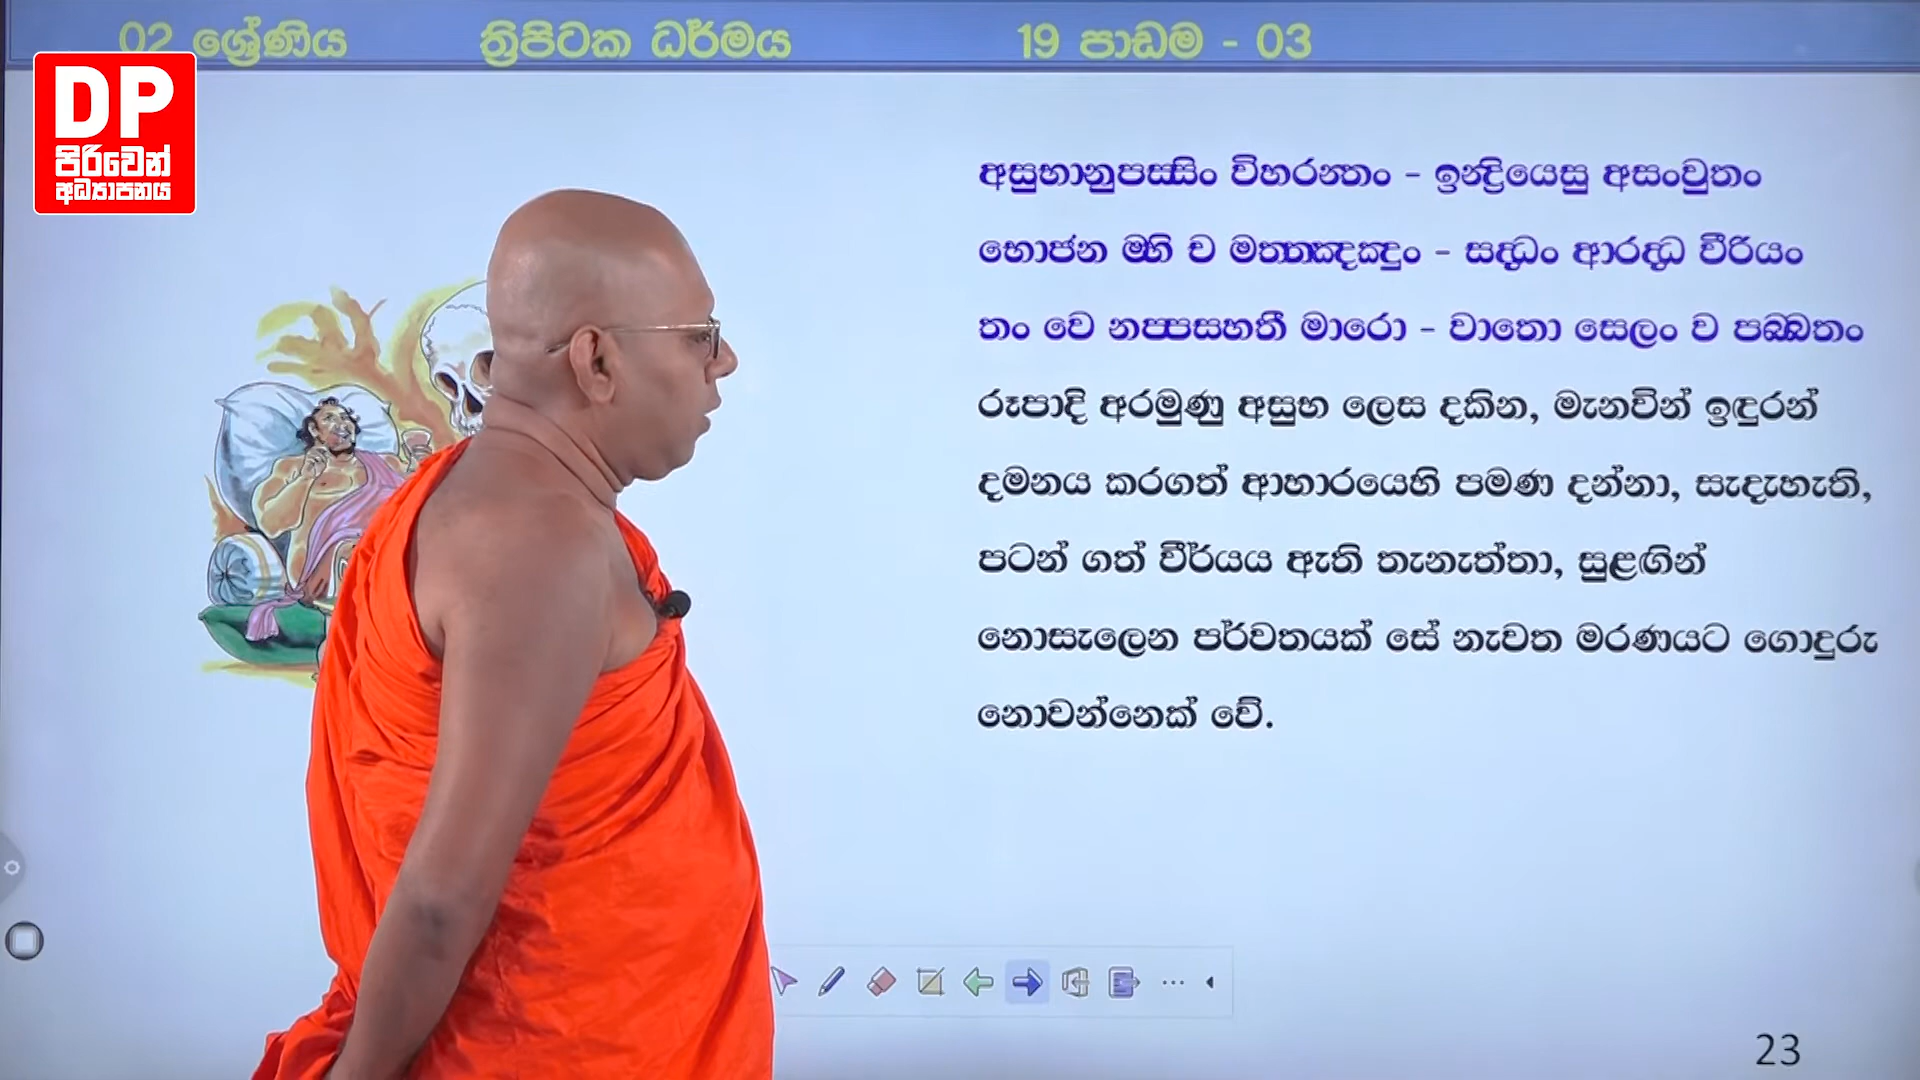 02 ශ්‍රේණිය ත්‍රිපිටක ධර්මය 19 පාඩම - 03
DP
පිරිවෙන්
අධ්‍යාපනය
අසුභානුපස්සිං විහරන්තං - ඉන්ද්‍රියෙසු අසංවුතං
භොජන ම්හි ච මත්තඤ්ඤුං - සද්ධං ආරද්ධ වීරියං
තං වෙ නප්පසහතී මාරො - වාතො සෙලං ව පබ්බතං
රූපාදි අරමුණු අසුභ ලෙස දකින, මැනවින් ඉඳුරන්
දමනය කරගත් ආහාරයෙහි පමණ දන්නා, සැදැහැති,
පටන් ගත් වීර්යය ඇති තැනැත්තා, සුළඟින්
නොසැලෙන පර්වතයක් සේ නැවත මරණයට ගොදුරු
නොවන්නෙක් වේ.
23